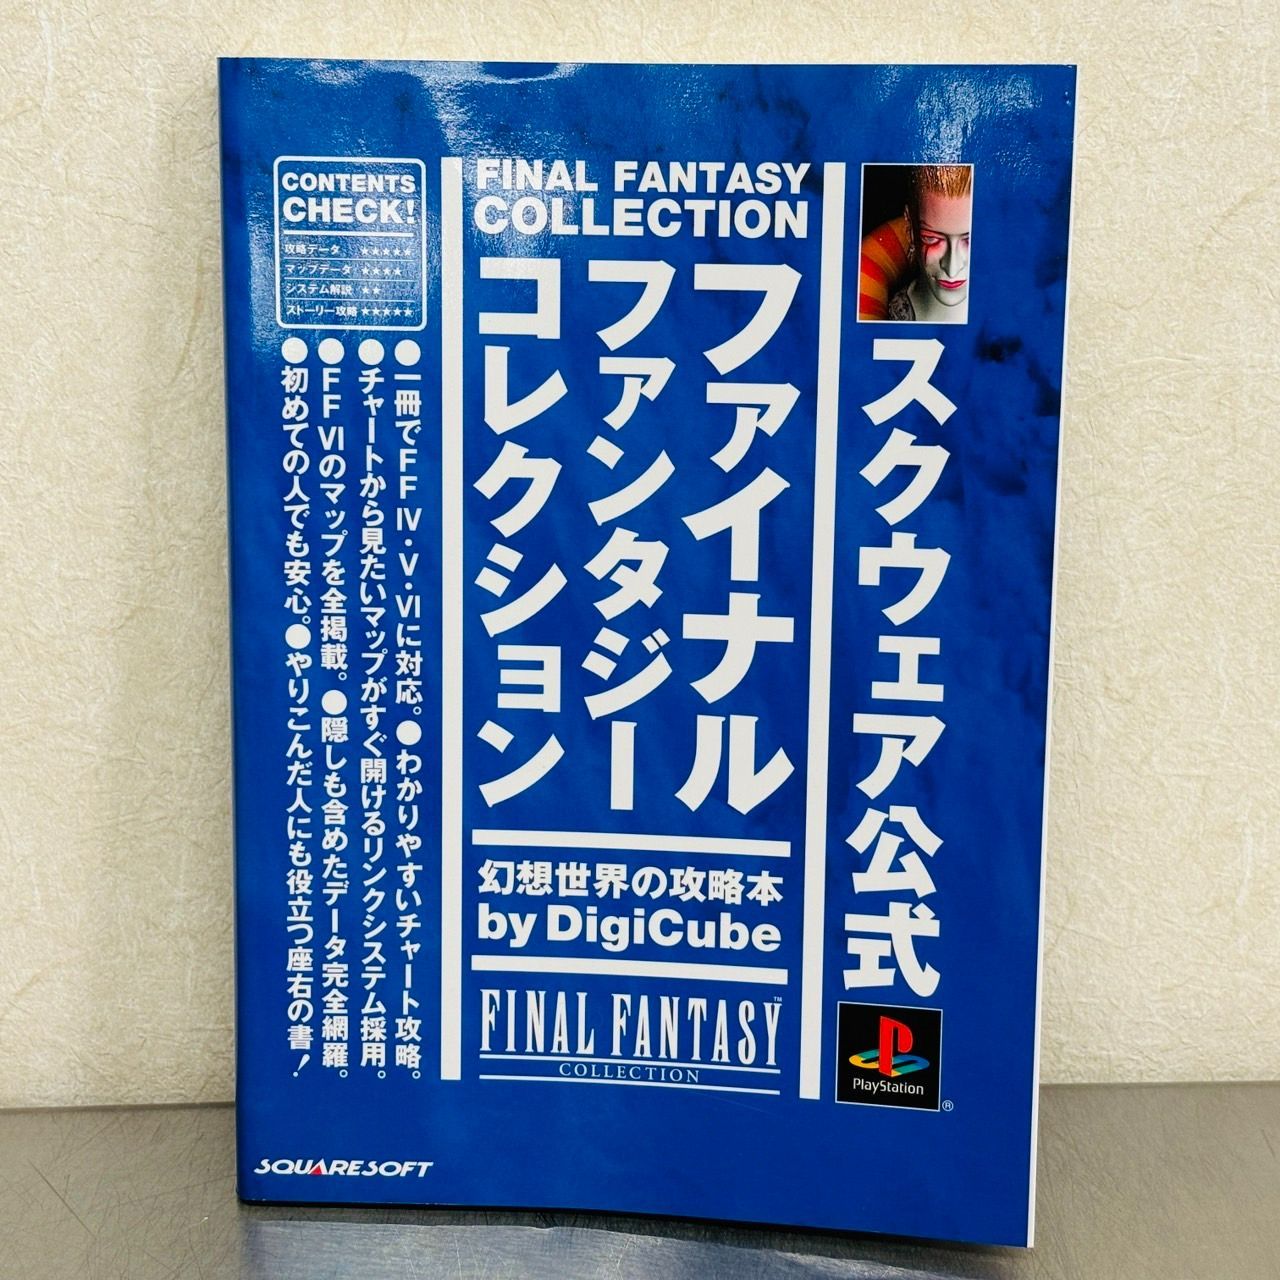 スクウェア公式
FINAL FANTASY
COLLECTION
ファイナル
ファンタジー
コレクション
幻想世界の攻略本
by DigiCube
FINAL FANTASY™
COLLECTION
PlayStation
®
CONTENTS
CHECK!
攻略データ ★★★★★
マップデータ ★★★★
システム解説 ★★
ストーリー攻略 ★★★★★
●一冊でFFⅣ・Ⅴ・Ⅵに対応。●わかりやすいチャート攻略。
●チャートから見たいマップがすぐ開けるリンクシステム採用。
●FFⅥのマップを全掲載。●隠しも含めたデータ完全網羅。
●初めての人でも安心。●やりこんだ人にも役立つ座右の書！
SQUARESOFT